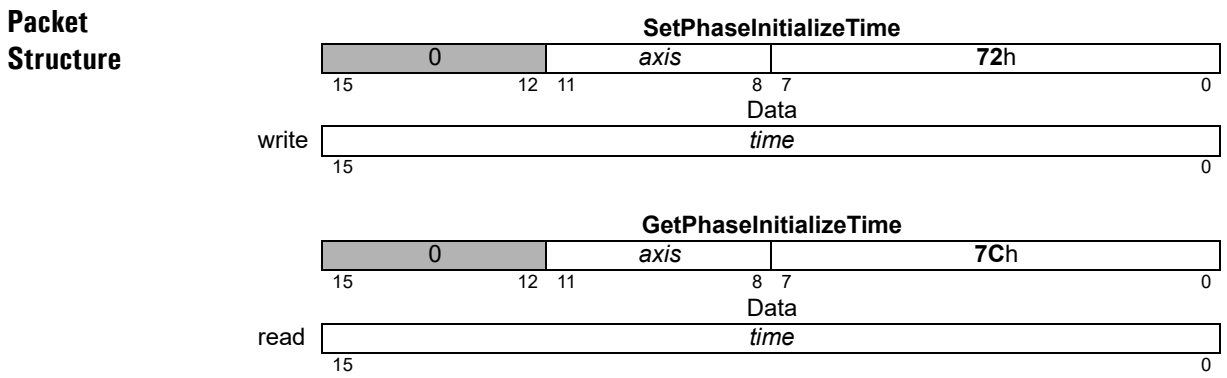 Packet
Structure
SetPhaseInitializeTime
0 axis 72h
15 12 11 8 7 0
Data
write time
15 0
GetPhaseInitializeTime
0 axis 7Ch
15 12 11 8 7 0
Data
read time
15 0